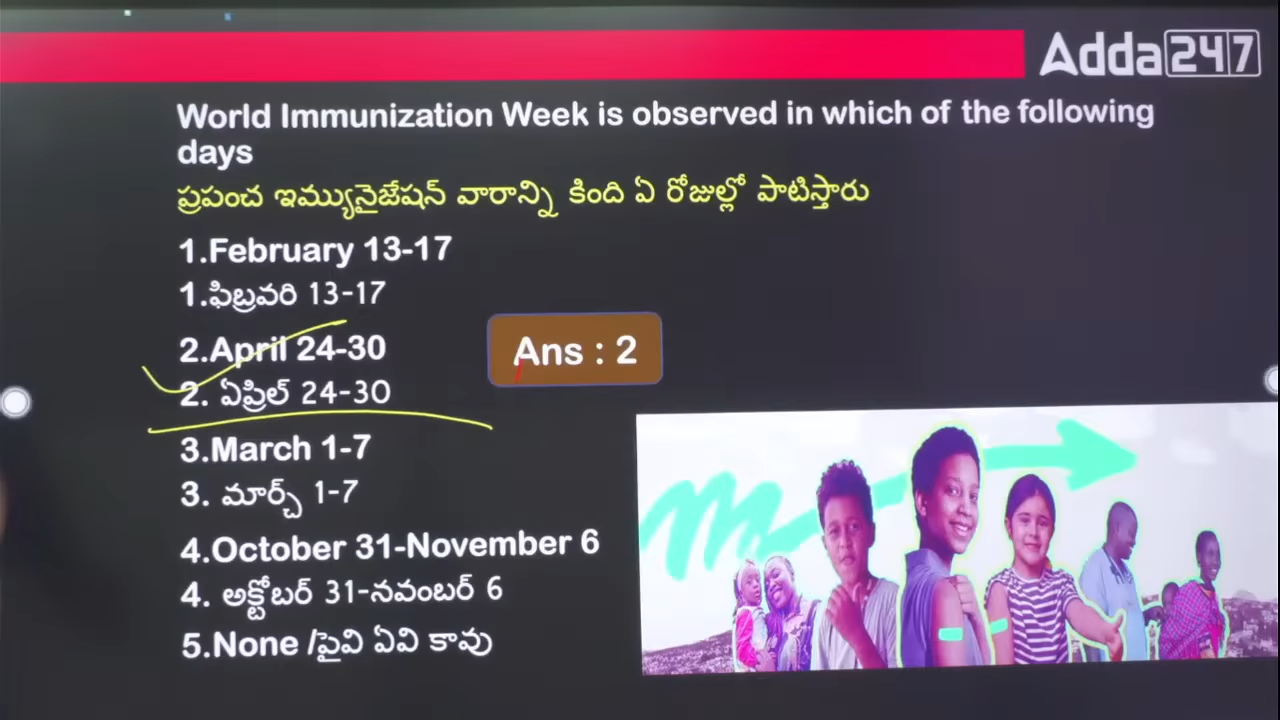 Adda247
World Immunization Week is observed in which of the following
days
ప్రపంచ ఇమ్యునైజేషన్ వారాన్ని కింది ఏ రోజుల్లో పాటిస్తారు
1.February 13-17
1.ఫిబ్రవరి 13-17
2.April 24-30
Ans : 2
2. ఏప్రిల్ 24-30
3.March 1-7
3. మార్చ్ 1-7
4.October 31-November 6
4. అక్టోబర్ 31-నవంబర్ 6
5.None /పైవి ఏవి కావు